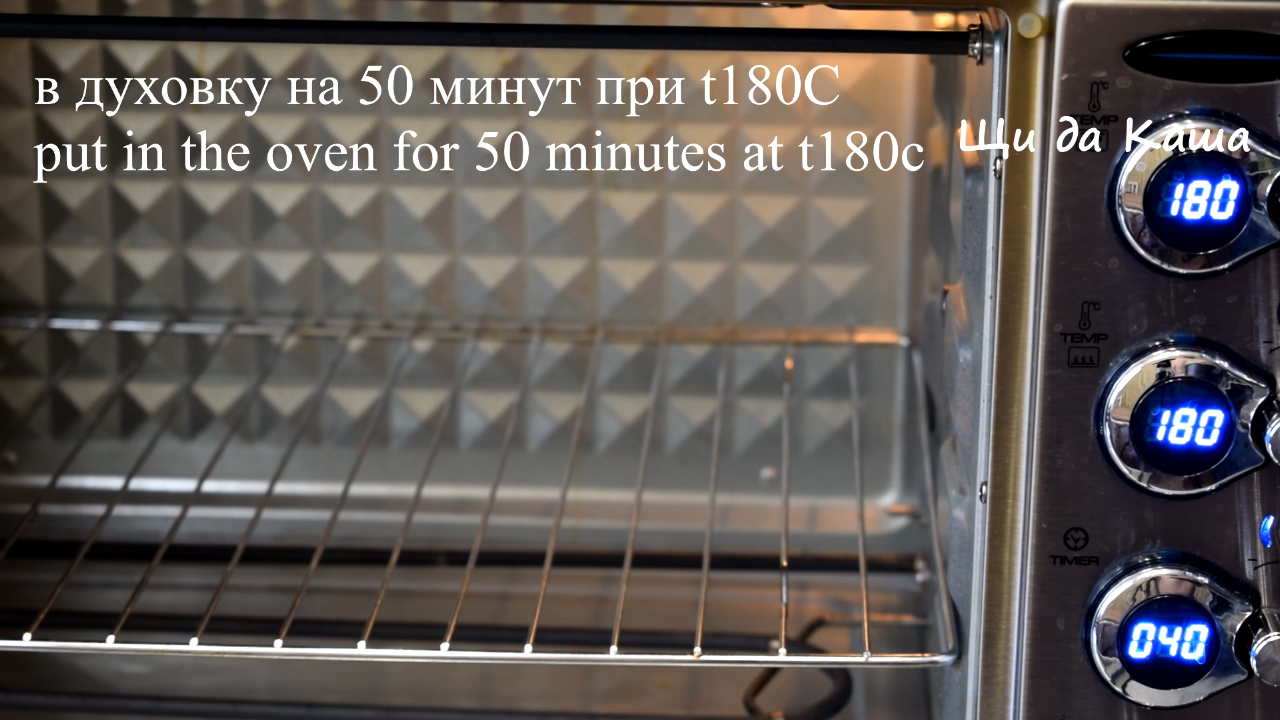 в духовку на 50 минут при t180C
put in the oven for 50 minutes at t180c
Щи да Каша
TEMP
180
TEMP
180
TIMER
040